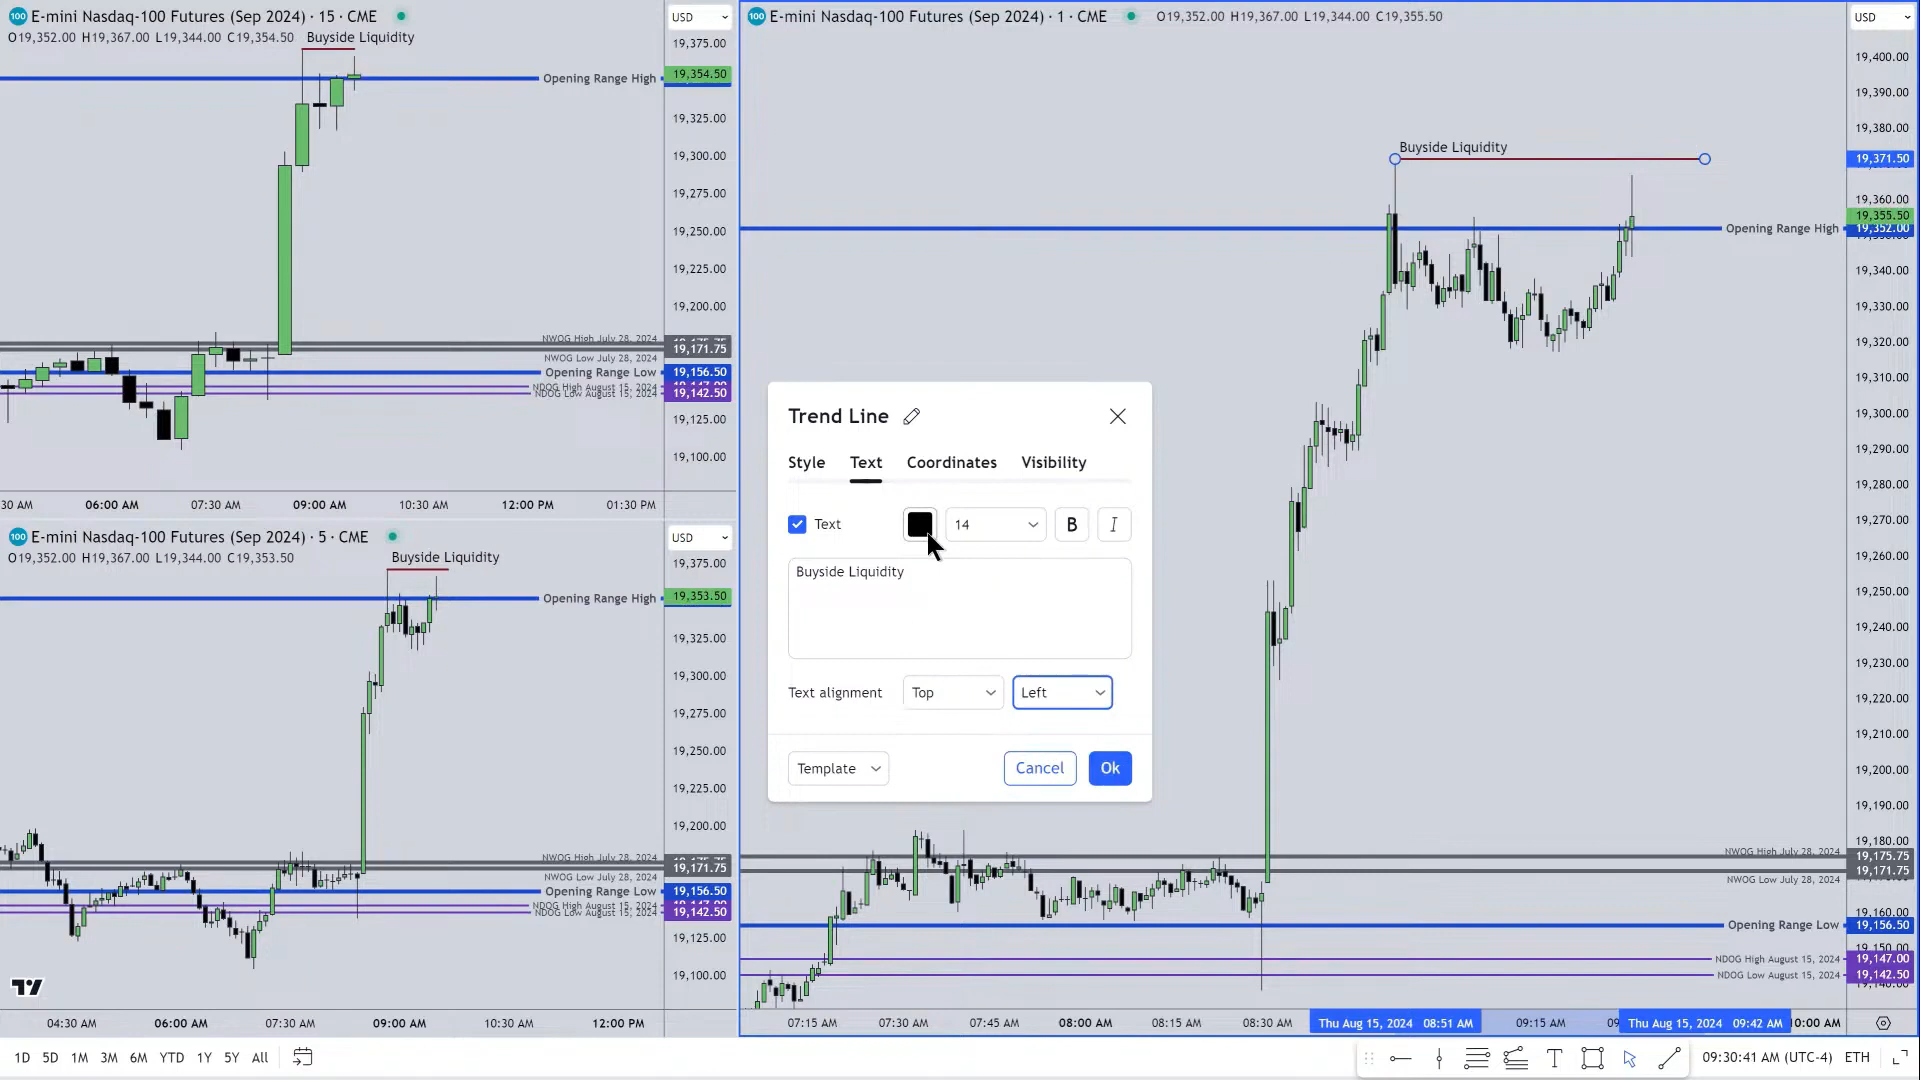 E-mini Nasdaq-100 Futures (Sep 2024) · 15 · CME
O19,352.00 H19,367.00 L19,344.00 C19,354.50
Buyside Liquidity
USD
19,375.00
19,354.50
Opening Range High
19,325.00
19,300.00
19,275.00
19,250.00
19,225.00
19,200.00
NWOG High July 28, 2024
19,171.75
NWOG Low July 28, 2024
Opening Range Low
19,156.50
NDOG High August 15, 2024
NDOG Low August 15, 2024
19,142.50
19,125.00
19,100.00
30 AM
06:00 AM
07:30 AM
09:00 AM
10:30 AM
12:00 PM
01:30 PM
E-mini Nasdaq-100 Futures (Sep 2024) · 5 · CME
O19,352.00 H19,367.00 L19,344.00 C19,353.50
Buyside Liquidity
USD
19,375.00
19,353.50
Opening Range High
19,325.00
19,300.00
19,275.00
19,250.00
19,225.00
19,200.00
NWOG High July 28, 2024
19,171.75
NWOG Low July 28, 2024
Opening Range Low
19,156.50
NDOG High August 15, 2024
NDOG Low August 15, 2024
19,142.50
19,125.00
19,100.00
04:30 AM
06:00 AM
07:30 AM
09:00 AM
10:30 AM
12:00 PM
E-mini Nasdaq-100 Futures (Sep 2024) · 1 · CME
O19,352.00 H19,367.00 L19,344.00 C19,355.50
USD
19,400.00
19,390.00
19,380.00
Buyside Liquidity
19,371.50
19,360.00
19,355.50
Opening Range High
19,352.00
19,340.00
19,330.00
19,320.00
19,310.00
19,300.00
19,290.00
19,280.00
19,270.00
19,260.00
19,250.00
19,240.00
19,230.00
19,220.00
19,210.00
19,200.00
19,190.00
19,180.00
NWOG High July 28, 2024
19,175.75
19,171.75
NWOG Low July 28, 2024
19,160.00
Opening Range Low
19,156.50
19,150.00
NDOG High August 15, 2024
19,147.00
NDOG Low August 15, 2024
19,142.50
07:15 AM
07:30 AM
07:45 AM
08:00 AM
08:15 AM
08:30 AM
Thu Aug 15, 2024 08:51 AM
09:15 AM
Thu Aug 15, 2024 09:42 AM
Trend Line
Style
Text
Coordinates
Visibility
Text
14
B
I
Buyside Liquidity
Text alignment
Top
Left
Template
Cancel
Ok
1D 5D 1M 3M 6M YTD 1Y 5Y All
09:30:41 AM (UTC-4)
ETH